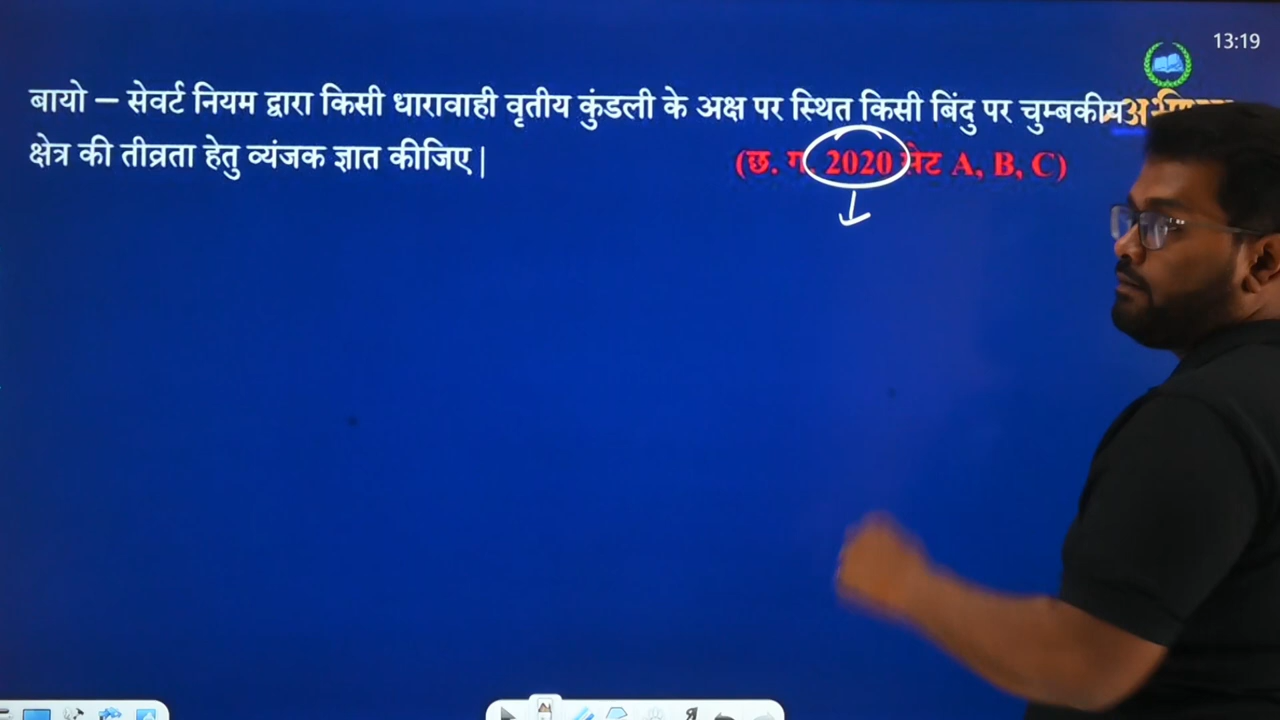 13:19
बायो – सेवर्ट नियम द्वारा किसी धारावाही वृतीय कुंडली के अक्ष पर स्थित किसी बिंदु पर चुम्बकीय
क्षेत्र की तीव्रता हेतु व्यंजक ज्ञात कीजिए |
(छ. ग. 2020 सेट A, B, C)